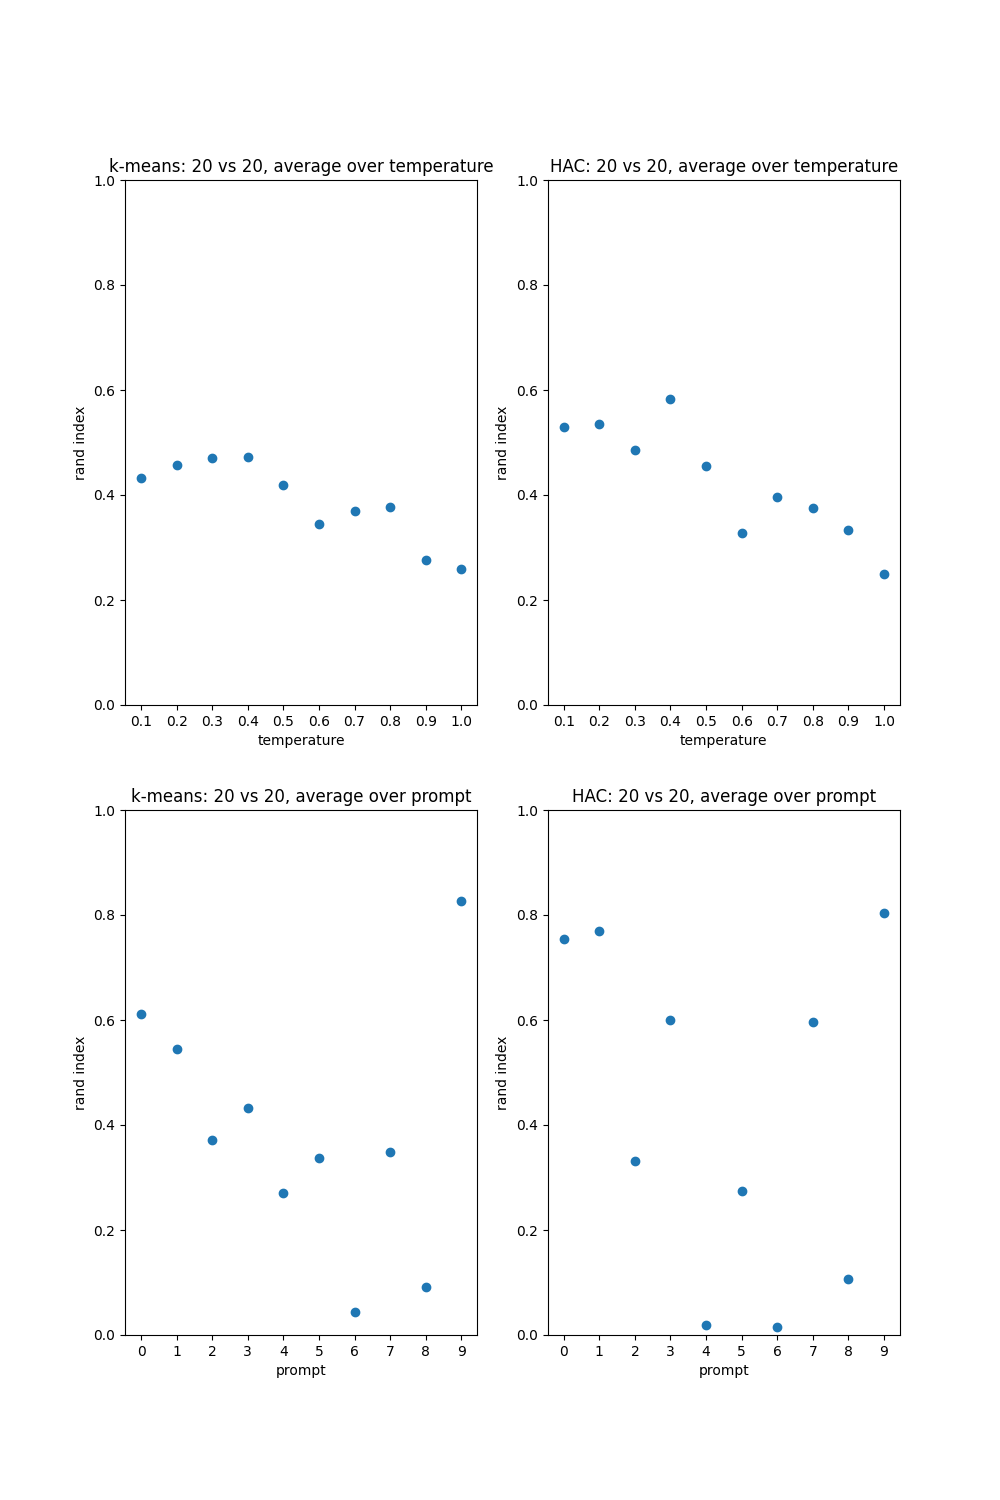 k-means: 20 vs 20, average over temperature
1.0
0.8
0.6
0.4
0.2
0.0
rand index
0.1 0.2 0.3 0.4 0.5 0.6 0.7 0.8 0.9 1.0
temperature
HAC: 20 vs 20, average over temperature
1.0
0.8
0.6
0.4
0.2
0.0
rand index
0.1 0.2 0.3 0.4 0.5 0.6 0.7 0.8 0.9 1.0
temperature
k-means: 20 vs 20, average over prompt
1.0
0.8
0.6
0.4
0.2
0.0
rand index
0 1 2 3 4 5 6 7 8 9
prompt
HAC: 20 vs 20, average over prompt
1.0
0.8
0.6
0.4
0.2
0.0
rand index
0 1 2 3 4 5 6 7 8 9
prompt